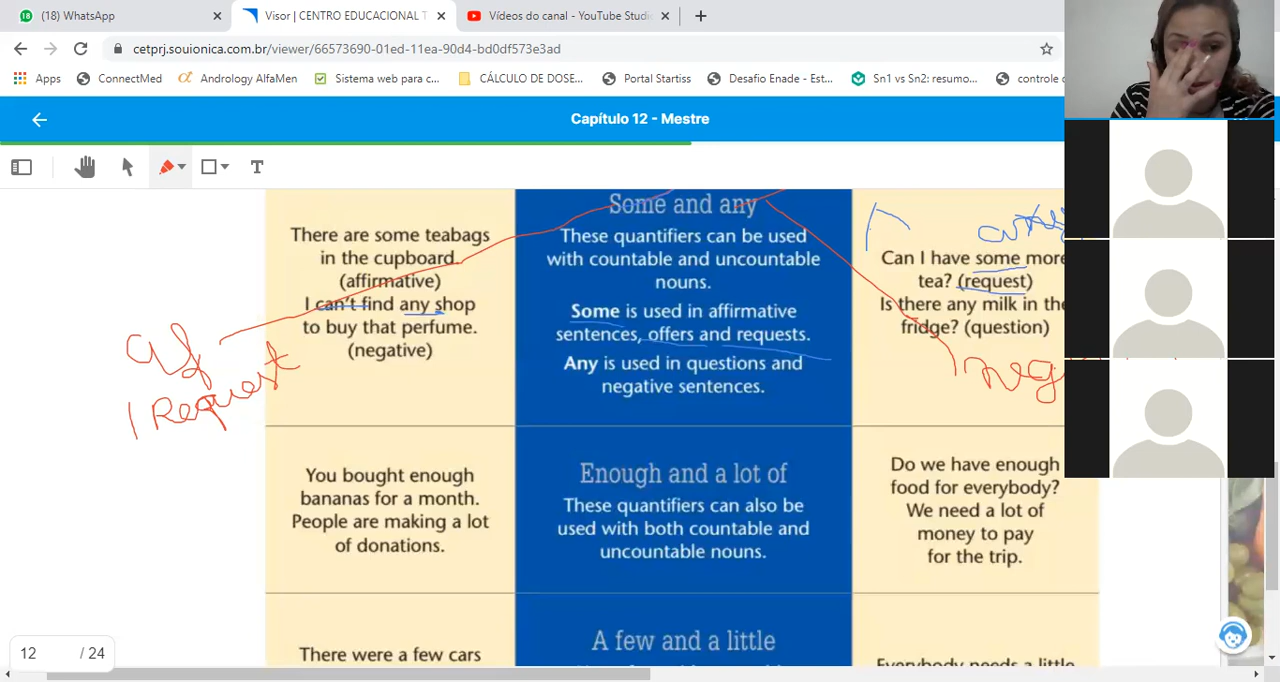 (18) WhatsApp
Visor | CENTRO EDUCACIONAL T
Vídeos do canal - YouTube Studi
cetprj.souionica.com.br/viewer/66573690-01ed-11ea-90d4-bd0df573e3ad
Apps
ConnectMed
Andrology AlfaMen
Sistema web para c...
CÁLCULO DE DOSE...
Portal Startiss
Desafio Enade - Est...
Sn1 vs Sn2: resumo...
controle c
Capítulo 12 - Mestre
T
There are some teabags
in the cupboard.
(affirmative)
I can't find any shop
to buy that perfume.
(negative)
Some and any
These quantifiers can be used
with countable and uncountable
nouns.
Some is used in affirmative
sentences, offers and requests.
Any is used in questions and
negative sentences.
Can I have some more
tea? (request)
Is there any milk in the
fridge? (question)
af
Request
neg
You bought enough
bananas for a month.
People are making a lot
of donations.
Enough and a lot of
These quantifiers can also be
used with both countable and
uncountable nouns.
Do we have enough
food for everybody?
We need a lot of
money to pay
for the trip.
There were a few cars
A few and a little
Everybody needs a little
12 / 24